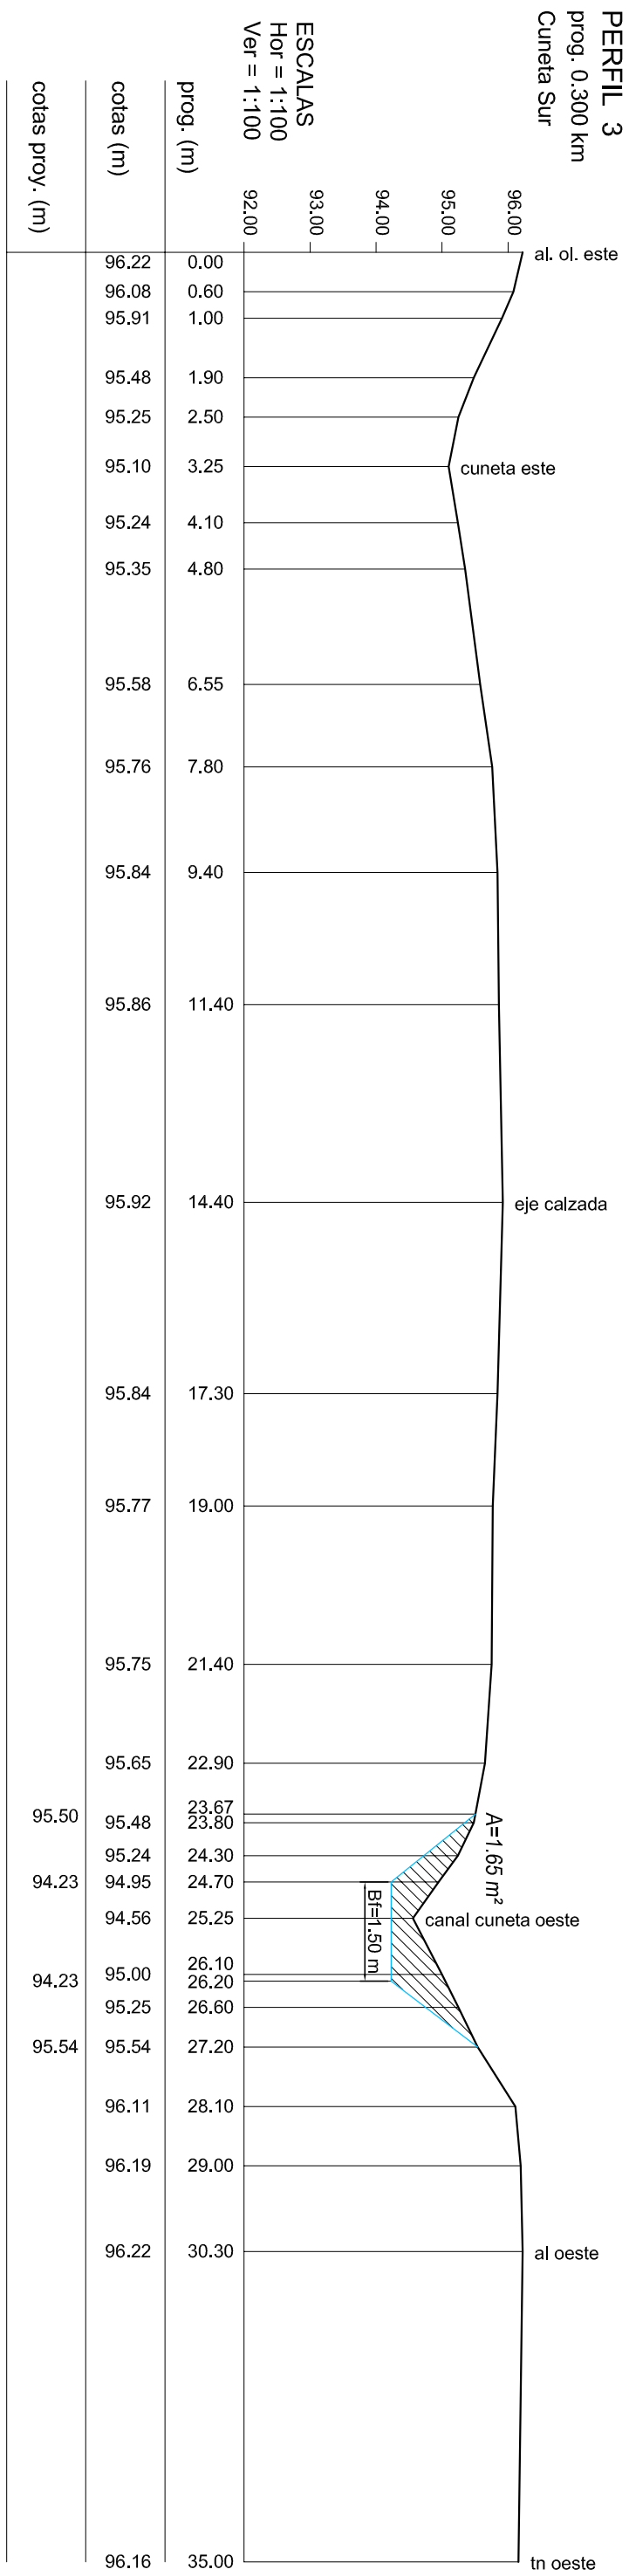 PERFIL 3
prog. 0.300 km
Cuneta Sur
ESCALAS
Hor = 1:100
Ver = 1:100
96.00
95.00
94.00
93.00
92.00
prog. (m)
cotas (m)
cotas proy. (m)
al. ol. este
96.22 0.00
96.08 0.60
95.91 1.00
95.48 1.90
95.25 2.50
95.10 3.25 cuneta este
95.24 4.10
95.35 4.80
95.58 6.55
95.76 7.80
95.84 9.40
95.86 11.40
95.92 14.40 eje calzada
95.84 17.30
95.77 19.00
95.75 21.40
95.65 22.90
95.50 23.67
95.48 23.80
A=1.65 m²
95.24 24.30
94.23 94.95 24.70
Bf=1.50 m
94.56 25.25 canal cuneta oeste
95.00 26.10
94.23 26.20
95.25 26.60
95.54 95.54 27.20
96.11 28.10
96.19 29.00
96.22 30.30 al oeste
96.16 35.00 tn oeste